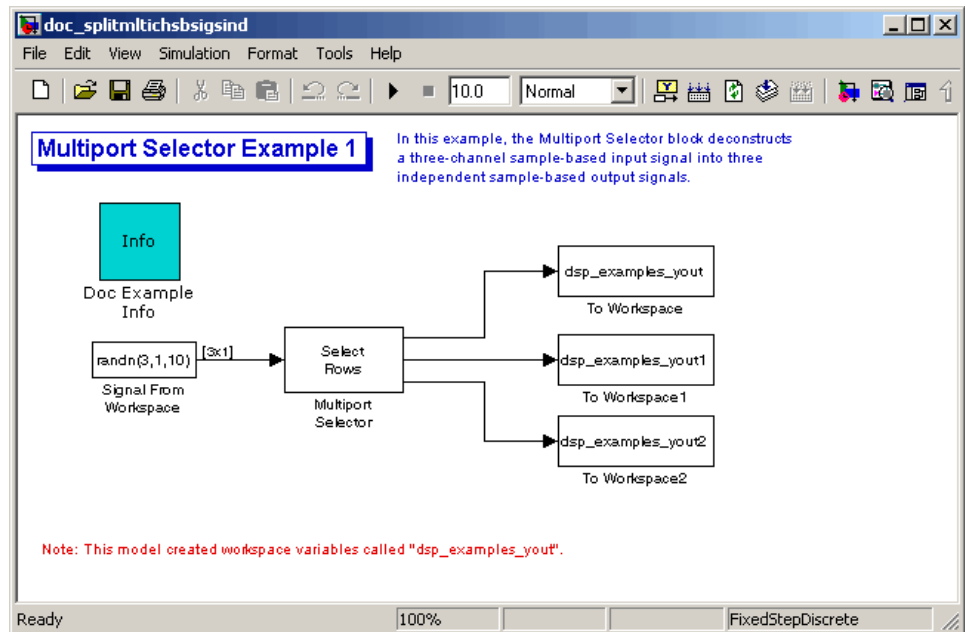 doc_splitmltichsbsigsind
File Edit View Simulation Format Tools Help
10.0 Normal
Multiport Selector Example 1
In this example, the Multiport Selector block deconstructs
a three-channel sample-based input signal into three
independent sample-based output signals.
Info
Doc Example
Info
randn(3,1,10)
[3x1]
Signal From
Workspace
Select
Rows
Multiport
Selector
dsp_examples_yout
To Workspace
dsp_examples_yout1
To Workspace1
dsp_examples_yout2
To Workspace2
Note: This model created workspace variables called "dsp_examples_yout".
Ready 100% FixedStepDiscrete